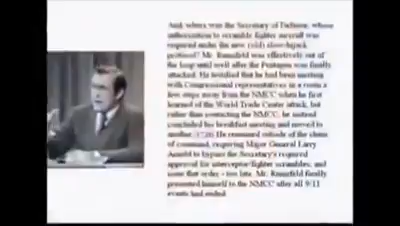 And, where was the Secretary of Defense, whose
authorization to scramble fighter aircraft was
required under the new
protocol? Mr. Rumsfeld was effectively out of
the loop until well after the Pentagon was finally
attacked. He testified that he had been meeting
with Congressional representatives in a room a
few steps away from the NMCC when he first
learned of the World Trade Center attack, but
rather than contacting the NMCC, he instead
concluded his breakfast meeting and moved to
another. He remained outside of the chain
of command, requiring Major General Larry
Arnold to bypass the Secretary's required
approval for interceptor/fighter scrambles, and
issue that order - too late. Mr. Rumsfeld finally
presented himself to the NMCC after all 9/11
events had ended